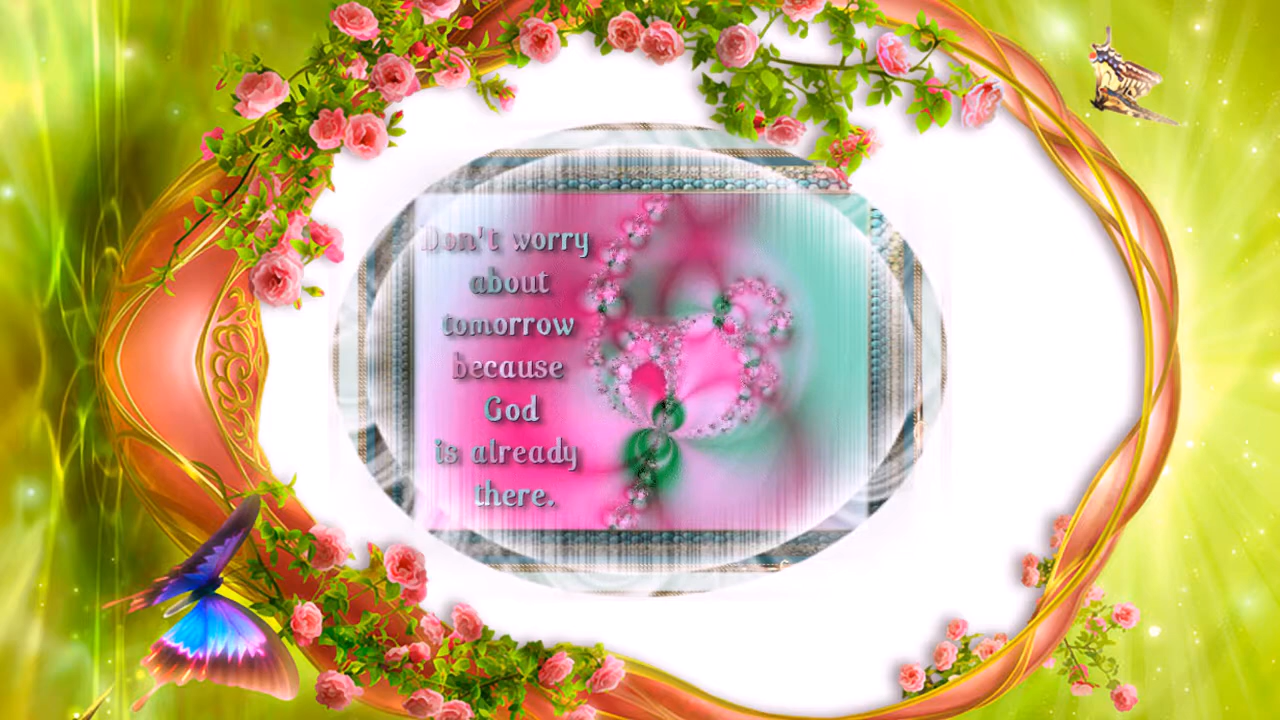 Don't worry
about
tomorrow
because
God
is already
there.